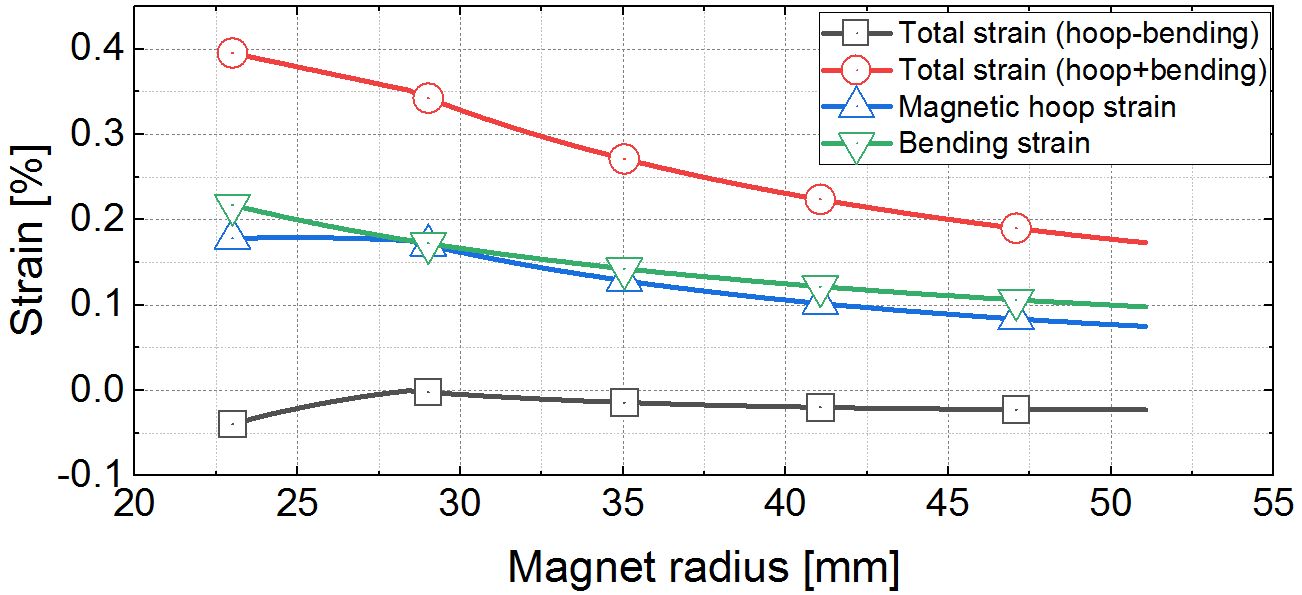 Total strain (hoop-bending)
Total strain (hoop+bending)
Magnetic hoop strain
Bending strain
Strain [%]
0.4
0.3
0.2
0.1
0.0
-0.1
20 25 30 35 40 45 50 55
Magnet radius [mm]